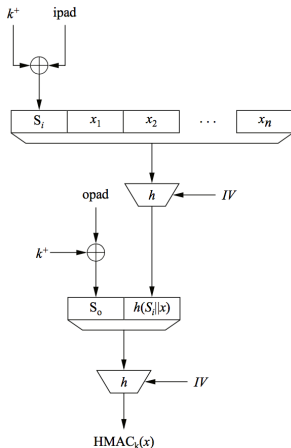 k⁺ ipad
Sᵢ x₁ x₂ . . . xₙ
h IV
opad
k⁺
Sₒ h(Sᵢ||x)
h IV
HMACₖ(x)